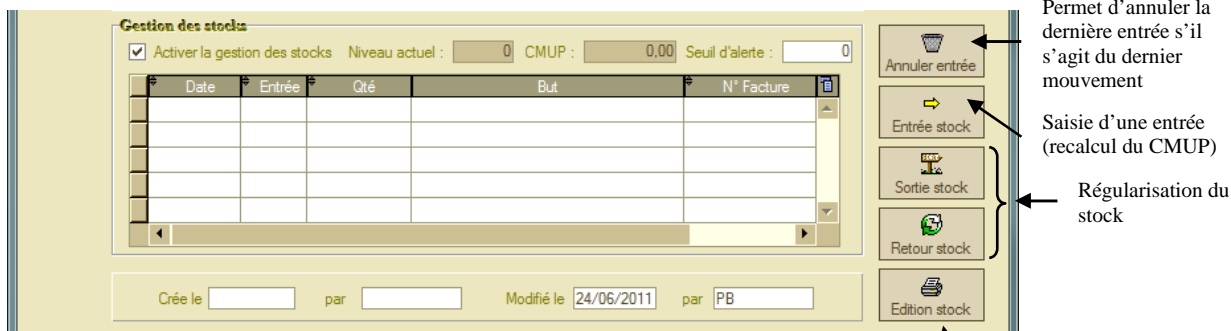 Gestion des stocks
Activer la gestion des stocks Niveau actuel : 0 CMUP : 0,00 Seuil d'alerte : 0
Date Entrée Qté But N° Facture
Crée le par Modifié le 24/06/2011 par PB
Annuler entrée
Entrée stock
Sortie stock
Retour stock
Edition stock
Permet d'annuler la
dernière entrée s'il
s'agit du dernier
mouvement
Saisie d'une entrée
(recalcul du CMUP)
Régularisation du
stock